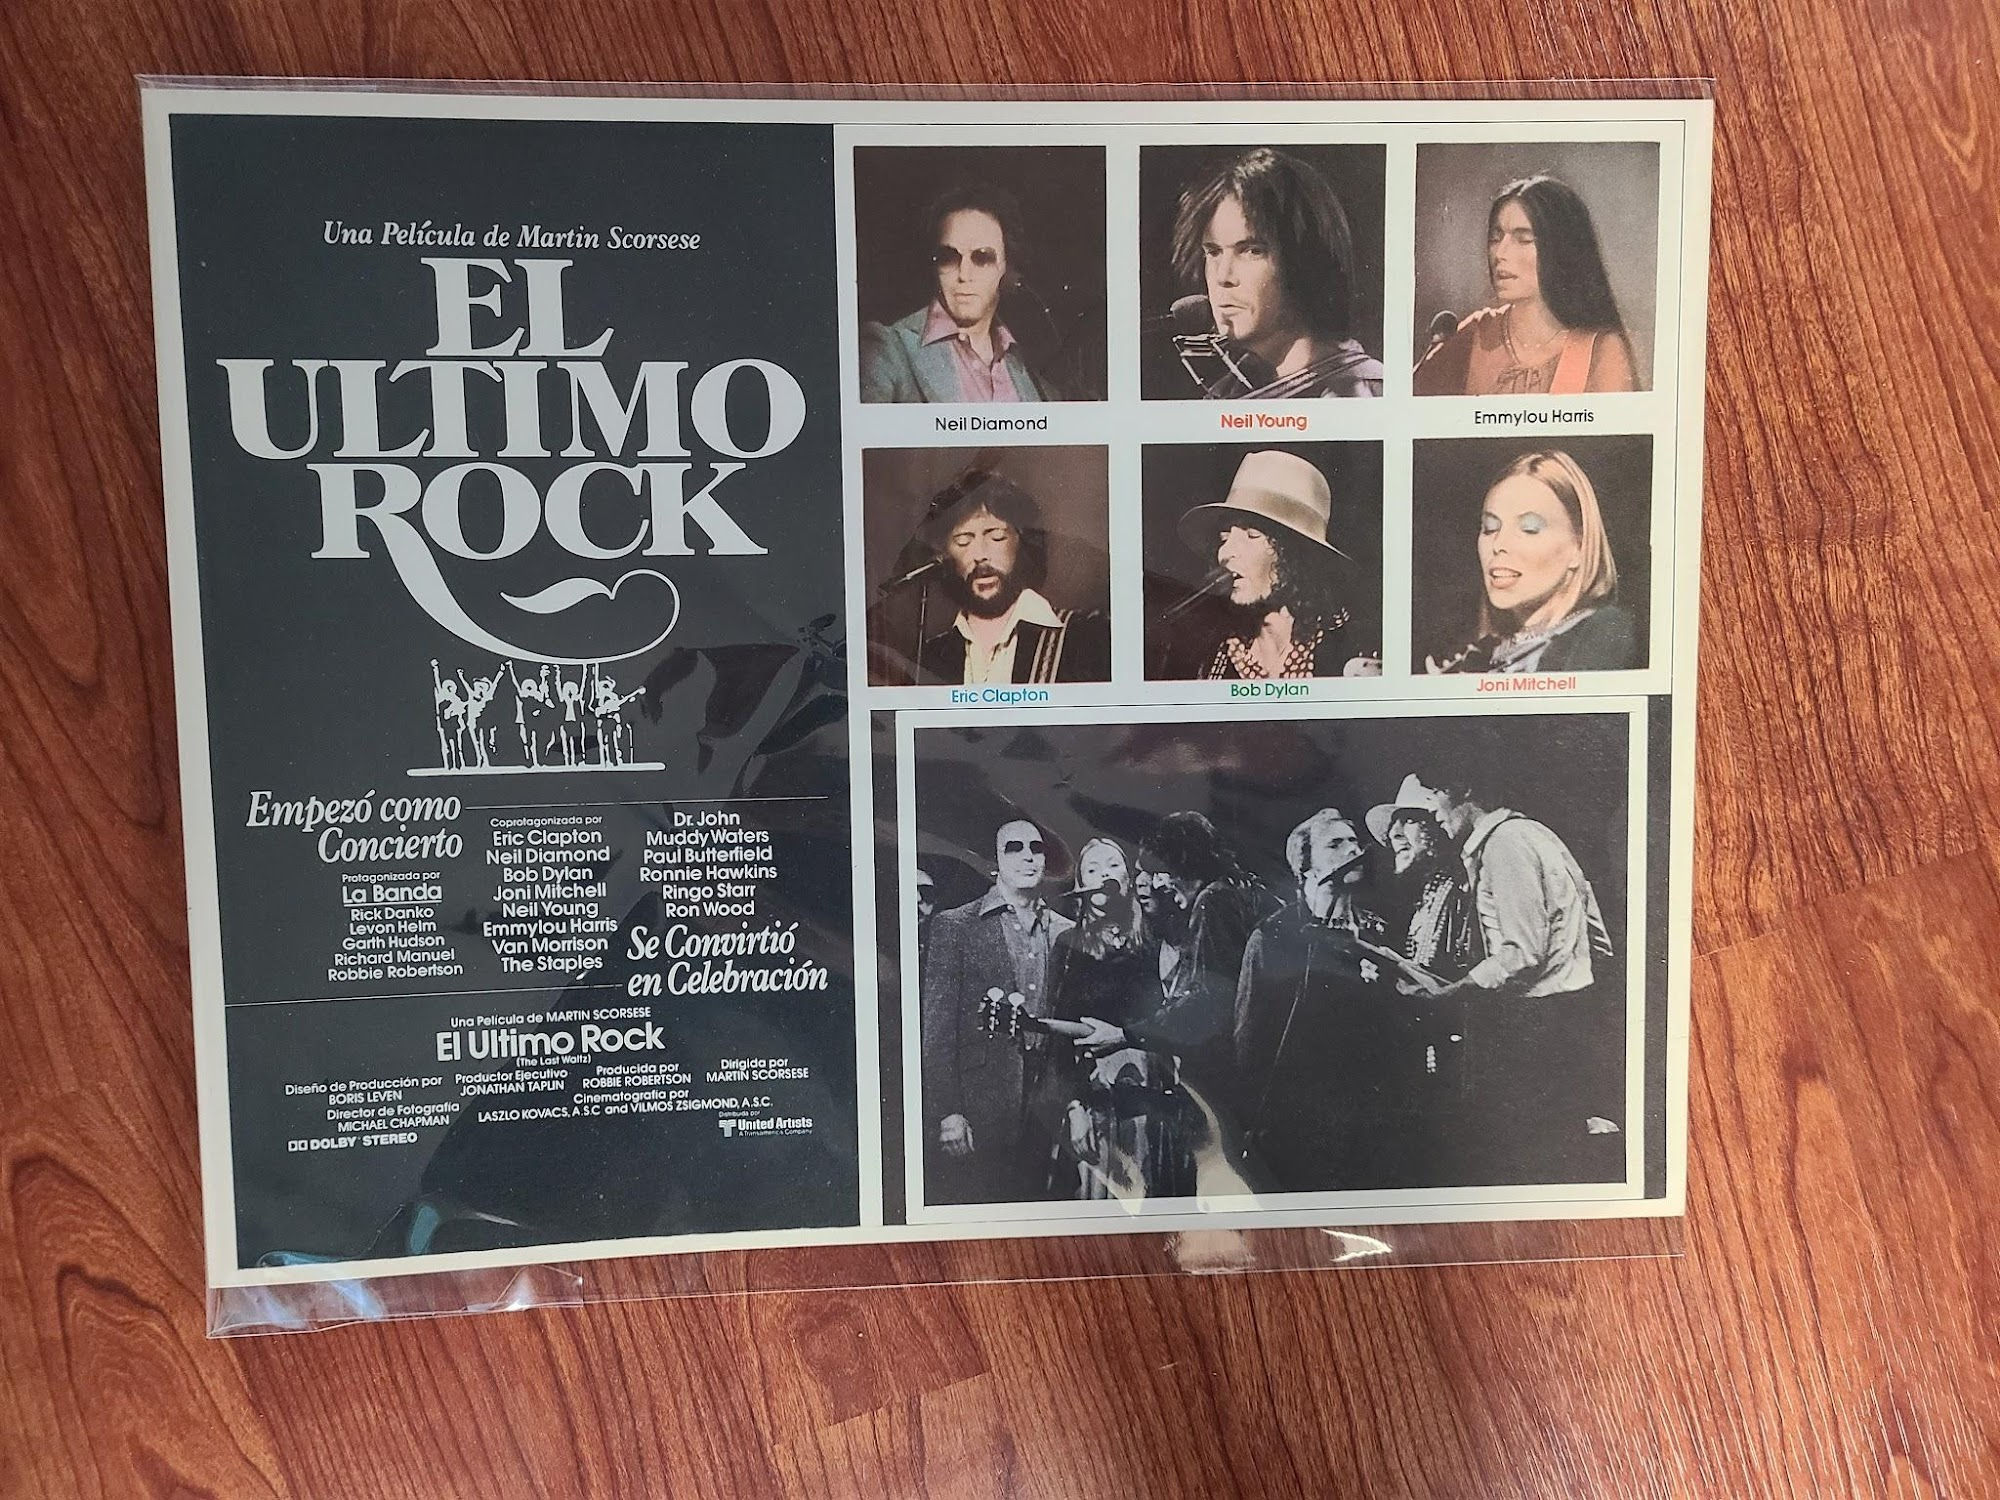 Una Película de Martin Scorsese
EL
ULTIMO
ROCK
Empezó como
Concierto
Protagonizada por
La Banda
Rick Danko
Levon Helm
Garth Hudson
Richard Manuel
Robbie Robertson
Coprotagonizada por
Eric Clapton
Neil Diamond
Bob Dylan
Joni Mitchell
Neil Young
Emmylou Harris
Van Morrison
The Staples
Dr. John
Muddy Waters
Paul Butterfield
Ronnie Hawkins
Ringo Starr
Ron Wood
Se Convirtió
en Celebración
Una Película de MARTIN SCORSESE
El Ultimo Rock
(The Last Waltz)
Diseño de Producción por
BORIS LEVEN
Productor Ejecutivo
JONATHAN TAPLIN
Producida por
ROBBIE ROBERTSON
Dirigida por
MARTIN SCORSESE
Director de Fotografía
MICHAEL CHAPMAN
Cinematografía por
LASZLO KOVACS, A.S.C and VILMOS ZSIGMOND, A.S.C.
DOLBY STEREO
Distribuida por
United Artists
A Transamerica Company
Neil Diamond
Neil Young
Emmylou Harris
Eric Clapton
Bob Dylan
Joni Mitchell